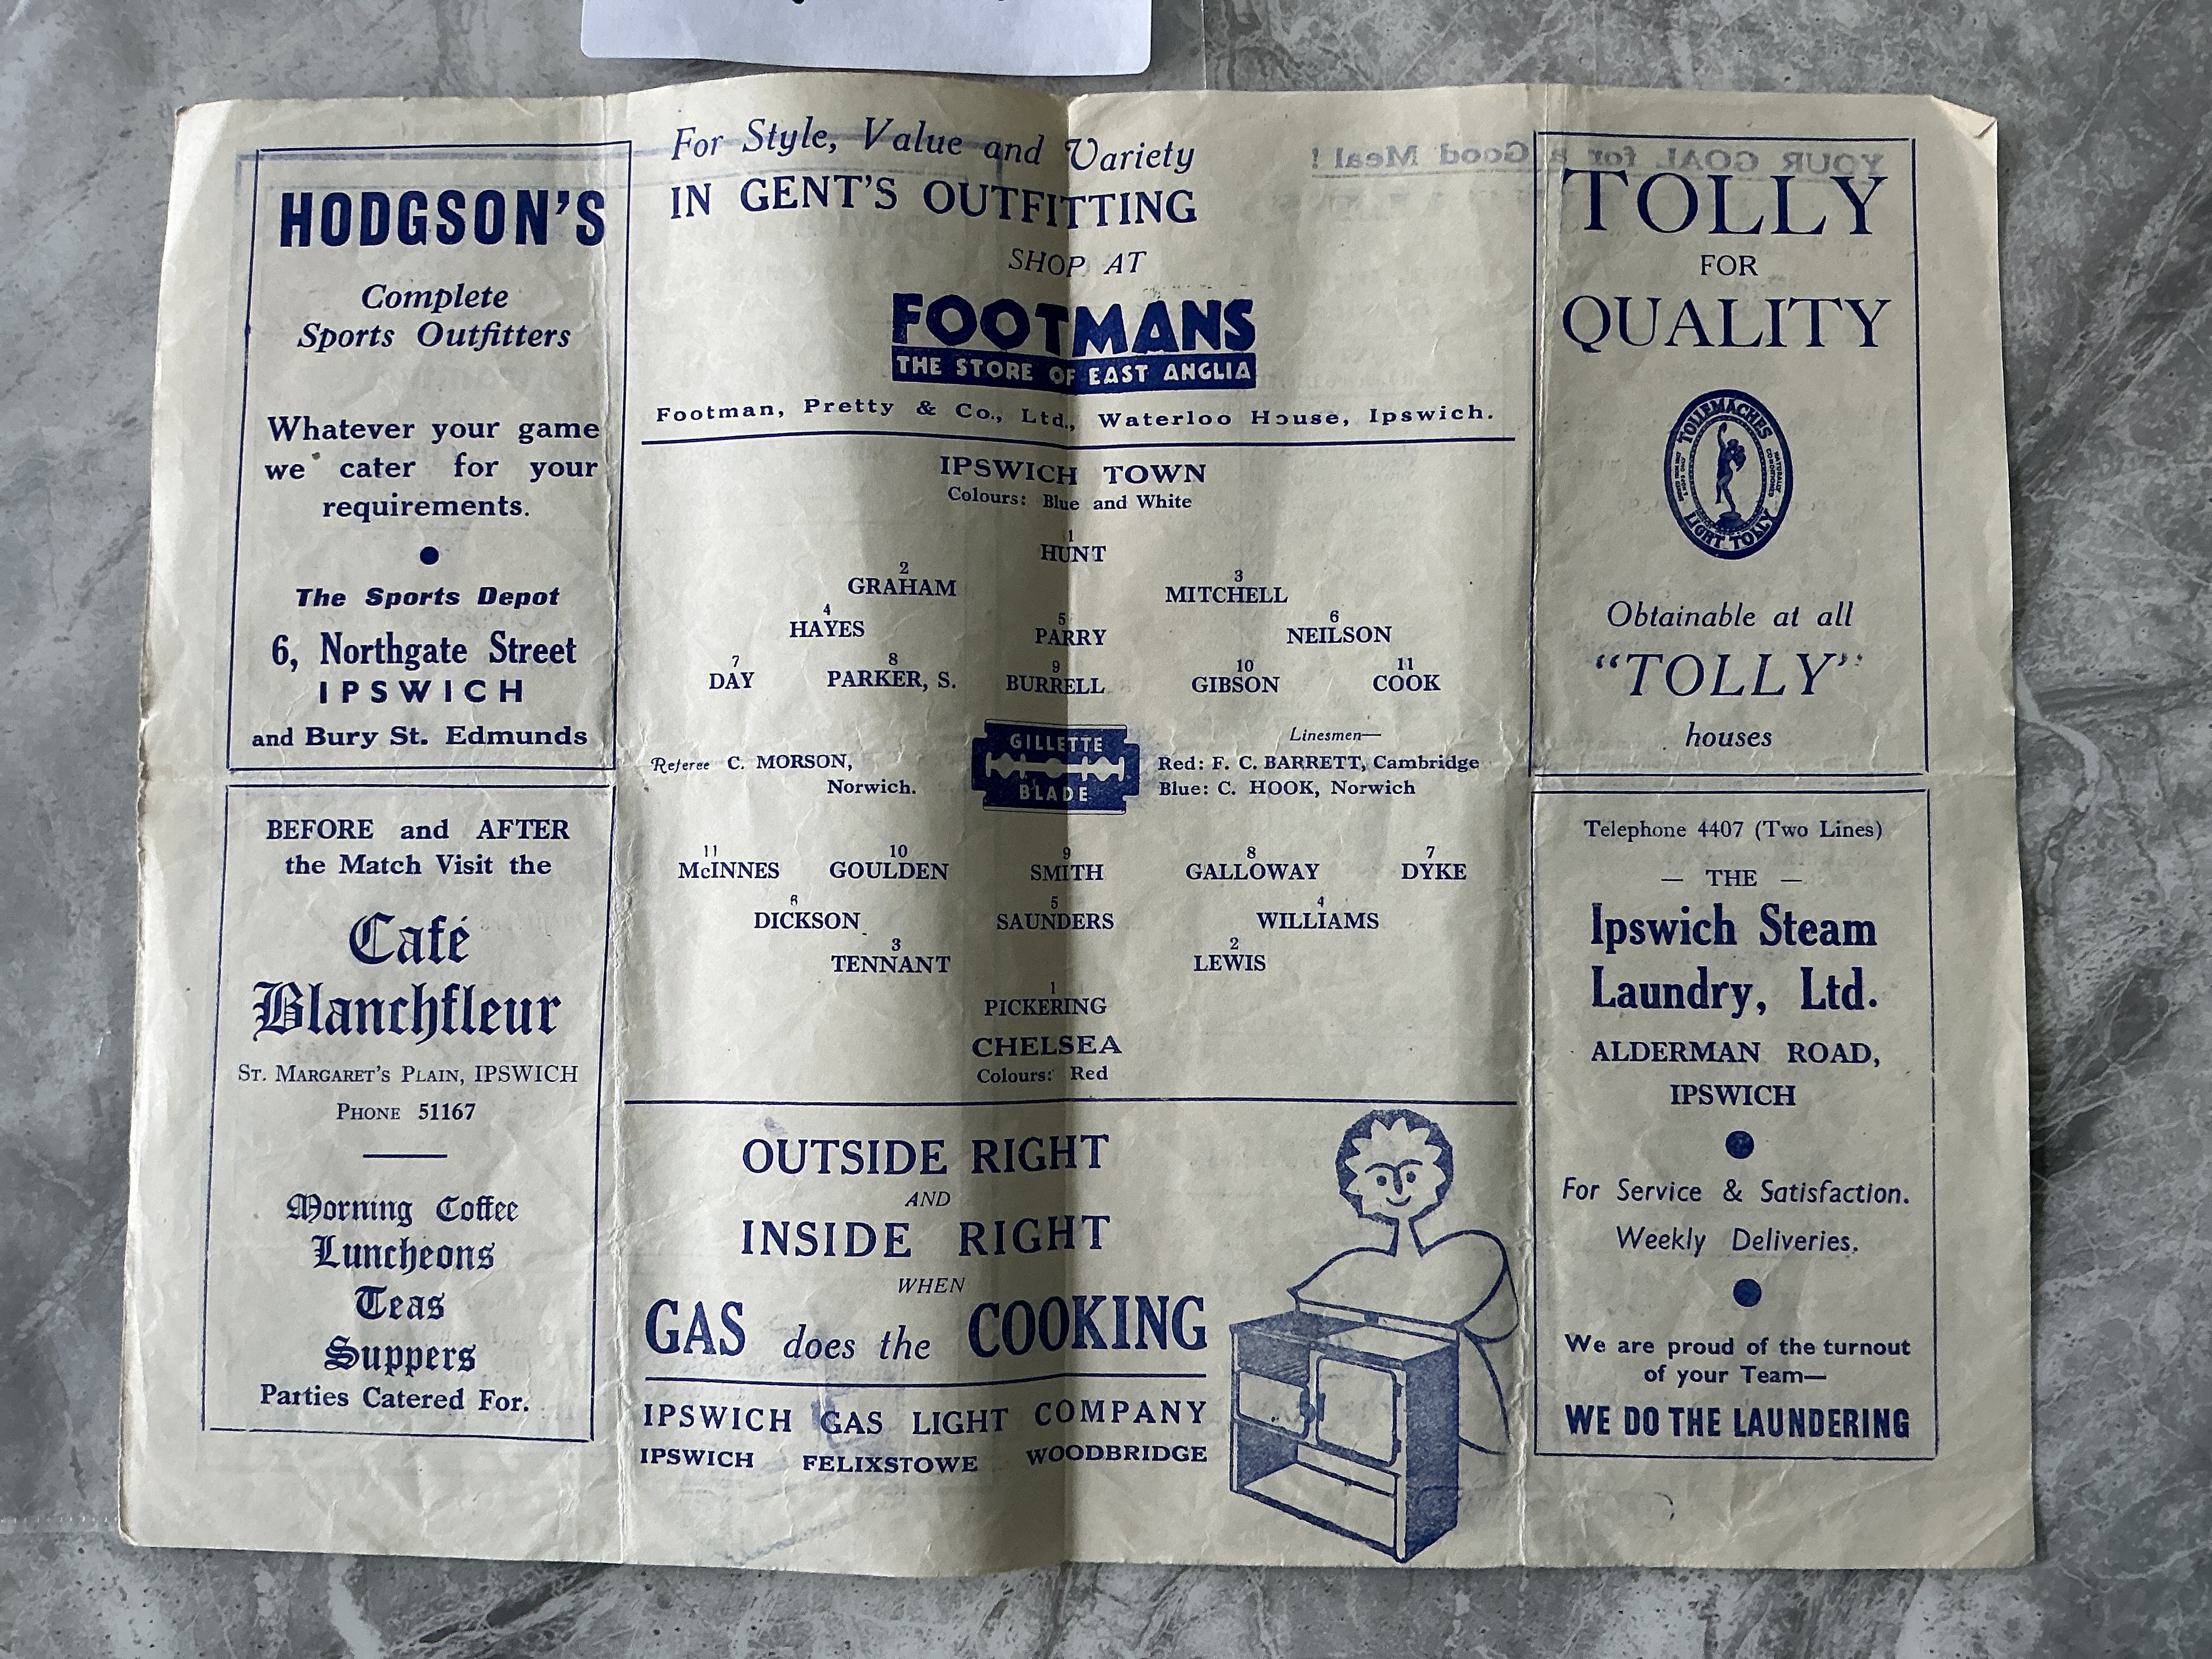 HODGSON'S
Complete
Sports Outfitters
Whatever your game
we cater for your
requirements.
The Sports Depot
6, Northgate Street
IPSWICH
and Bury St. Edmunds
BEFORE and AFTER
the Match Visit the
Café
Blanchfleur
St. Margaret's Plain, IPSWICH
Phone 51167
Morning Coffee
Luncheons
Teas
Suppers
Parties Catered For.
For Style, Value and Variety
IN GENT'S OUTFITTING
SHOP AT
FOOTMANS
THE STORE OF EAST ANGLIA
Footman, Pretty & Co., Ltd., Waterloo House, Ipswich.
IPSWICH TOWN
Colours: Blue and White
1
HUNT
2 3
GRAHAM MITCHELL
4 5 6
HAYES PARRY NEILSON
7 8 9 10 11
DAY PARKER, S. BURRELL GIBSON COOK
Referee C. MORSON,
Norwich.
GILLETTE
BLADE
Linesmen—
Red: F. C. BARRETT, Cambridge
Blue: C. HOOK, Norwich
11 10 9 8 7
McINNES GOULDEN SMITH GALLOWAY DYKE
6 5 4
DICKSON SAUNDERS WILLIAMS
3 2
TENNANT LEWIS
1
PICKERING
CHELSEA
Colours: Red
OUTSIDE RIGHT
AND
INSIDE RIGHT
WHEN
GAS does the COOKING
IPSWICH GAS LIGHT COMPANY
IPSWICH FELIXSTOWE WOODBRIDGE
YOUR GOAL for a Good Meal!
TOLLY
FOR
QUALITY
TOLLEMACHES
LIGHT TOLLY
Obtainable at all
"TOLLY"
houses
Telephone 4407 (Two Lines)
— THE —
Ipswich Steam
Laundry, Ltd.
ALDERMAN ROAD,
IPSWICH
For Service & Satisfaction.
Weekly Deliveries.
We are proud of the turnout
of your Team—
WE DO THE LAUNDERING